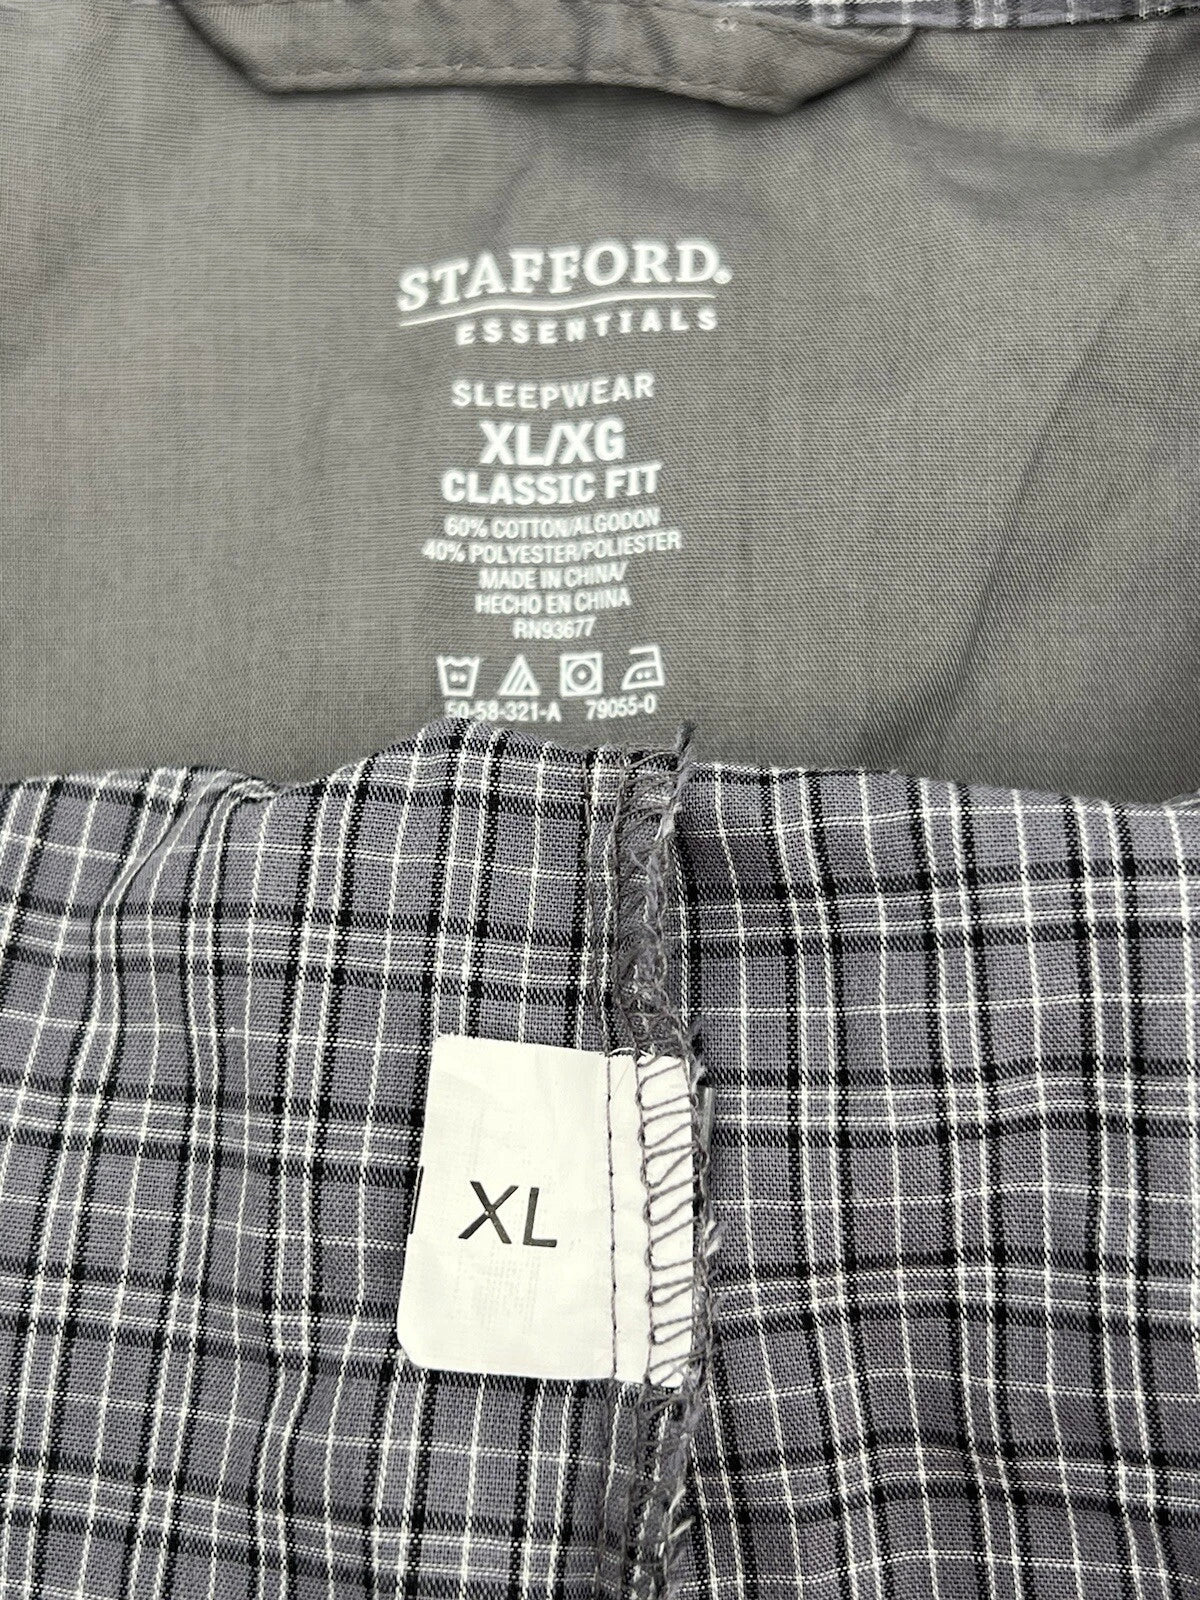 STAFFORD®
ESSENTIALS
SLEEPWEAR
XL/XG
CLASSIC FIT
60% COTTON/ALGODON
40% POLYESTER/POLIESTER
MADE IN CHINA/
HECHO EN CHINA
RN93677
50-58-321-A 79055-0
XL